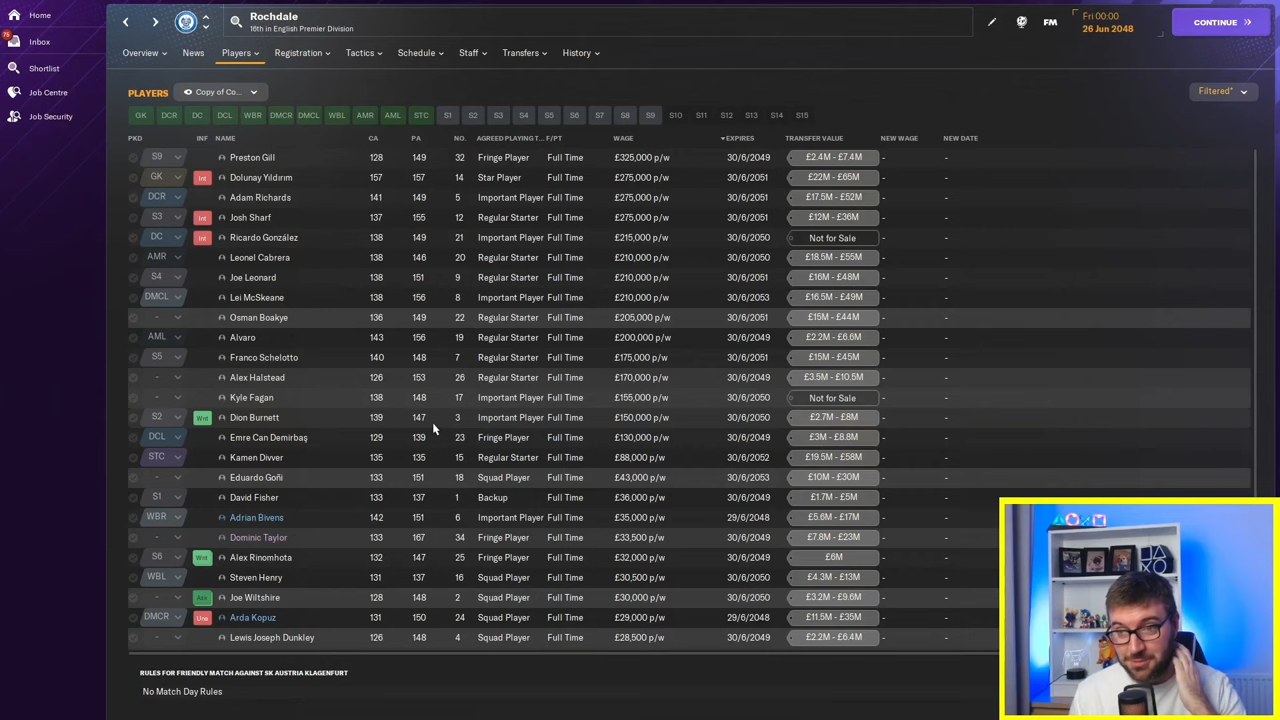 Home
Inbox
75
Shortlist
Job Centre
Job Security
Rochdale
16th in English Premier Division
FM
Fri 00:00
26 Jun 2048
CONTINUE
Overview News Players Registration Tactics Schedule Staff Transfers History
PLAYERS Copy of Co... Filtered*
GK DCR DC DCL WBR DMCR DMCL WBL AMR AML STC S1 S2 S3 S4 S5 S6 S7 S8 S9 S10 S11 S12 S13 S14 S15
PKD INF NAME CA PA NO. AGREED PLAYING T... F/PT WAGE EXPIRES TRANSFER VALUE NEW WAGE NEW DATE
S9 Preston Gill 128 149 32 Fringe Player Full Time £325,000 p/w 30/6/2049 £2.4M - £7.4M - -
GK Int Dolunay Yıldırım 157 157 14 Star Player Full Time £275,000 p/w 30/6/2051 £22M - £65M - -
DCR Adam Richards 141 149 5 Important Player Full Time £275,000 p/w 30/6/2051 £17.5M - £52M - -
S3 Int Josh Sharf 137 155 12 Regular Starter Full Time £275,000 p/w 30/6/2051 £12M - £36M - -
DC Int Ricardo González 138 149 21 Important Player Full Time £215,000 p/w 30/6/2050 Not for Sale - -
AMR Leonel Cabrera 138 146 20 Regular Starter Full Time £210,000 p/w 30/6/2050 £18.5M - £55M - -
S4 Joe Leonard 138 151 9 Regular Starter Full Time £210,000 p/w 30/6/2051 £16M - £48M - -
DMCL Lei McSkeane 138 156 8 Important Player Full Time £210,000 p/w 30/6/2053 £16.5M - £49M - -
- Osman Boakye 136 149 22 Regular Starter Full Time £205,000 p/w 30/6/2051 £15M - £44M - -
AML Alvaro 143 156 19 Regular Starter Full Time £200,000 p/w 30/6/2049 £2.2M - £6.6M - -
S5 Franco Schelotto 140 148 7 Regular Starter Full Time £175,000 p/w 30/6/2051 £15M - £45M - -
- Alex Halstead 126 153 26 Regular Starter Full Time £170,000 p/w 30/6/2049 £3.5M - £10.5M - -
- Kyle Fagan 138 148 17 Important Player Full Time £155,000 p/w 30/6/2050 Not for Sale - -
S2 Wnt Dion Burnett 139 147 3 Important Player Full Time £150,000 p/w 30/6/2050 £2.7M - £8M - -
DCL Emre Can Demirbaş 129 139 23 Fringe Player Full Time £130,000 p/w 30/6/2049 £3M - £8.8M - -
STC Kamen Divver 135 135 15 Regular Starter Full Time £88,000 p/w 30/6/2052 £19.5M - £58M - -
- Eduardo Goñi 133 151 18 Squad Player Full Time £43,000 p/w 30/6/2053 £10M - £30M - -
S1 David Fisher 133 137 1 Backup Full Time £36,000 p/w 30/6/2049 £1.7M - £5M - -
WBR Adrian Bivens 142 151 6 Important Player Full Time £35,000 p/w 29/6/2048 £5.6M - £17M - -
- Dominic Taylor 133 167 34 Fringe Player Full Time £33,500 p/w 30/6/2049 £7.8M - £23M - -
S6 Wnt Alex Rinomhota 132 147 25 Fringe Player Full Time £32,000 p/w 30/6/2049 £6M - -
WBL Steven Henry 131 137 16 Squad Player Full Time £30,500 p/w 30/6/2050 £4.3M - £13M - -
- Joe Wiltshire 128 148 2 Squad Player Full Time £30,000 p/w 30/6/2050 £3.2M - £9.6M - -
DMCR Una Arda Kopuz 131 150 24 Squad Player Full Time £29,000 p/w 30/6/2048 £11.5M - £35M - -
- Lewis Joseph Dunkley 126 148 4 Squad Player Full Time £28,500 p/w 30/6/2049 £2.2M - £6.4M - -
RULES FOR FRIENDLY MATCH AGAINST SK AUSTRIA KLAGENFURT
No Match Day Rules